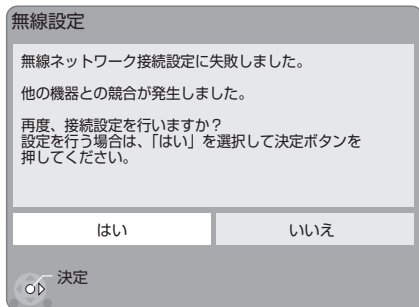 無線設定
無線ネットワーク接続設定に失敗しました。
他の機器との競合が発生しました。
再度、接続設定を行いますか？
設定を行う場合は、「はい」を選択して決定ボタンを
押してください。
はい
いいえ
決定